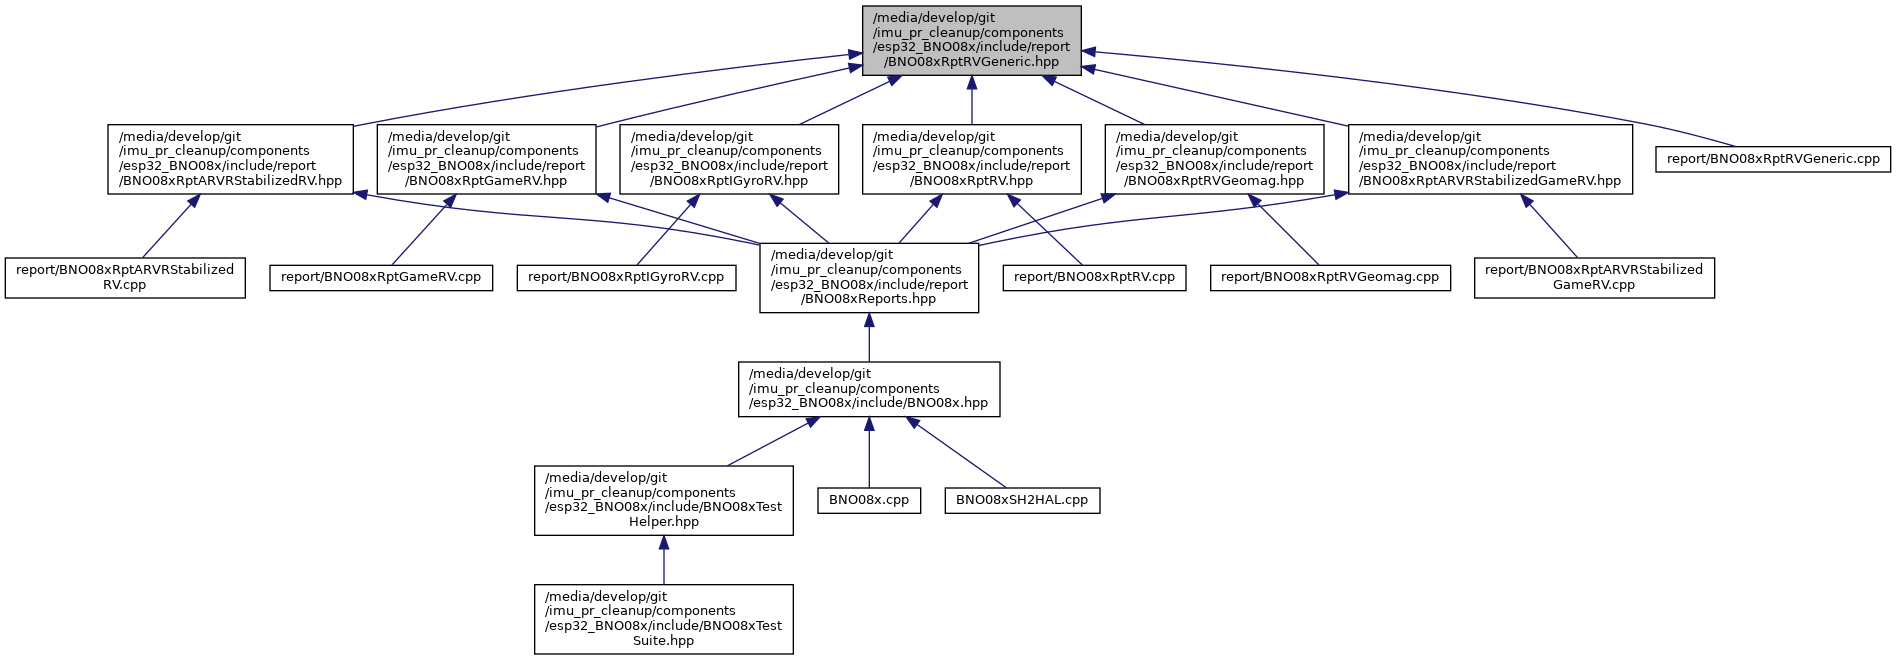 /media/develop/git
/imu_pr_cleanup/components
/esp32_BNO08x/include/report
/BNO08xRptRVGeneric.hpp
/media/develop/git
/imu_pr_cleanup/components
/esp32_BNO08x/include/report
/BNO08xRptARVRStabilizedRV.hpp
/media/develop/git
/imu_pr_cleanup/components
/esp32_BNO08x/include/report
/BNO08xRptGameRV.hpp
/media/develop/git
/imu_pr_cleanup/components
/esp32_BNO08x/include/report
/BNO08xRptIGyroRV.hpp
/media/develop/git
/imu_pr_cleanup/components
/esp32_BNO08x/include/report
/BNO08xRptRV.hpp
/media/develop/git
/imu_pr_cleanup/components
/esp32_BNO08x/include/report
/BNO08xRptRVGeomag.hpp
/media/develop/git
/imu_pr_cleanup/components
/esp32_BNO08x/include/report
/BNO08xRptARVRStabilizedGameRV.hpp
report/BNO08xRptRVGeneric.cpp
report/BNO08xRptARVRStabilized
RV.cpp
report/BNO08xRptGameRV.cpp
report/BNO08xRptIGyroRV.cpp
/media/develop/git
/imu_pr_cleanup/components
/esp32_BNO08x/include/report
/BNO08xReports.hpp
report/BNO08xRptRV.cpp
report/BNO08xRptRVGeomag.cpp
report/BNO08xRptARVRStabilized
GameRV.cpp
/media/develop/git
/imu_pr_cleanup/components
/esp32_BNO08x/include/BNO08x.hpp
/media/develop/git
/imu_pr_cleanup/components
/esp32_BNO08x/include/BNO08xTest
Helper.hpp
BNO08x.cpp
BNO08xSH2HAL.cpp
/media/develop/git
/imu_pr_cleanup/components
/esp32_BNO08x/include/BNO08xTest
Suite.hpp